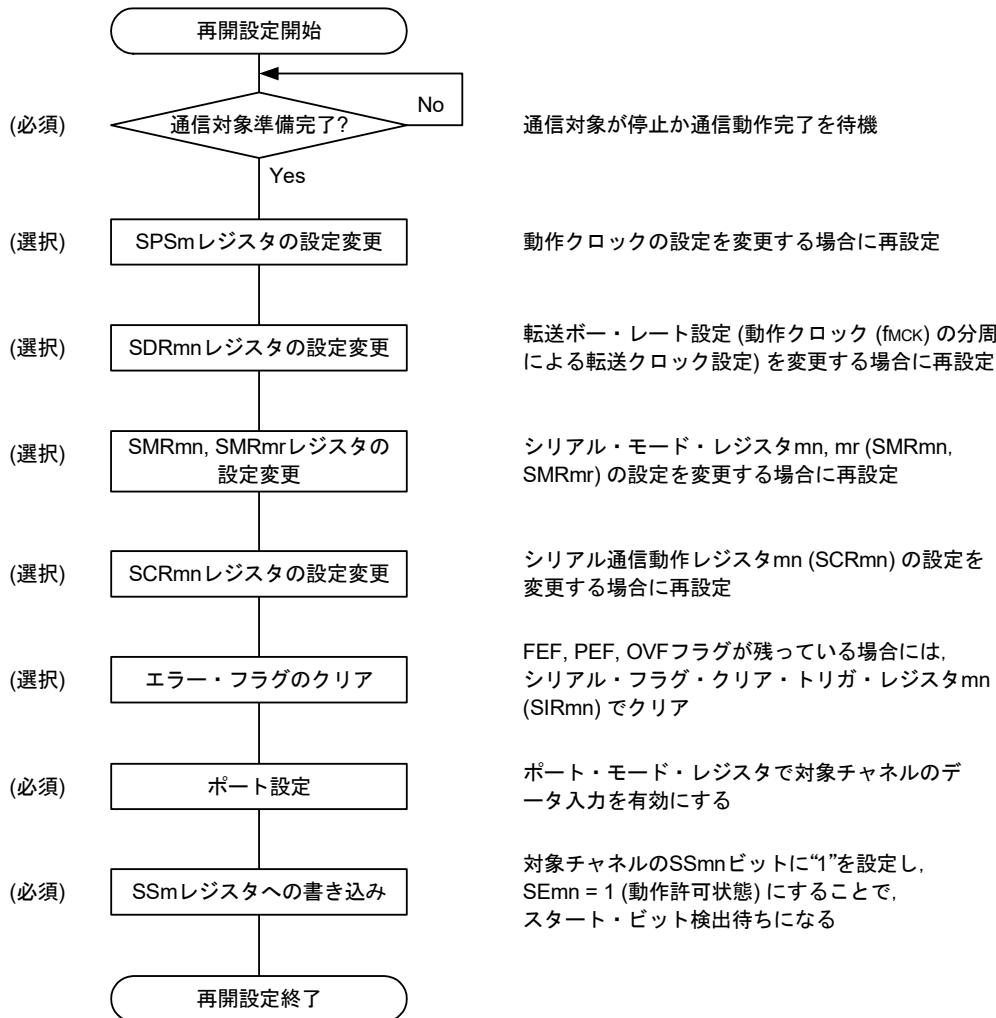 再開設定開始
No
(必須)
通信対象準備完了?
通信対象が停止か通信動作完了を待機
Yes
(選択)
SPSmレジスタの設定変更
動作クロックの設定を変更する場合に再設定
(選択)
SDRmnレジスタの設定変更
転送ボー・レート設定 (動作クロック (fMCK) の分周
による転送クロック設定) を変更する場合に再設定
(選択)
SMRmn, SMRmrレジスタの
設定変更
シリアル・モード・レジスタmn, mr (SMRmn,
SMRmr) の設定を変更する場合に再設定
(選択)
SCRmnレジスタの設定変更
シリアル通信動作レジスタmn (SCRmn) の設定を
変更する場合に再設定
(選択)
エラー・フラグのクリア
FEF, PEF, OVFフラグが残っている場合には,
シリアル・フラグ・クリア・トリガ・レジスタmn
(SIRmn) でクリア
(必須)
ポート設定
ポート・モード・レジスタで対象チャネルのデ
ータ入力を有効にする
(必須)
SSmレジスタへの書き込み
対象チャネルのSSmnビットに“1”を設定し,
SEmn = 1 (動作許可状態) にすることで,
スタート・ビット検出待ちになる
再開設定終了